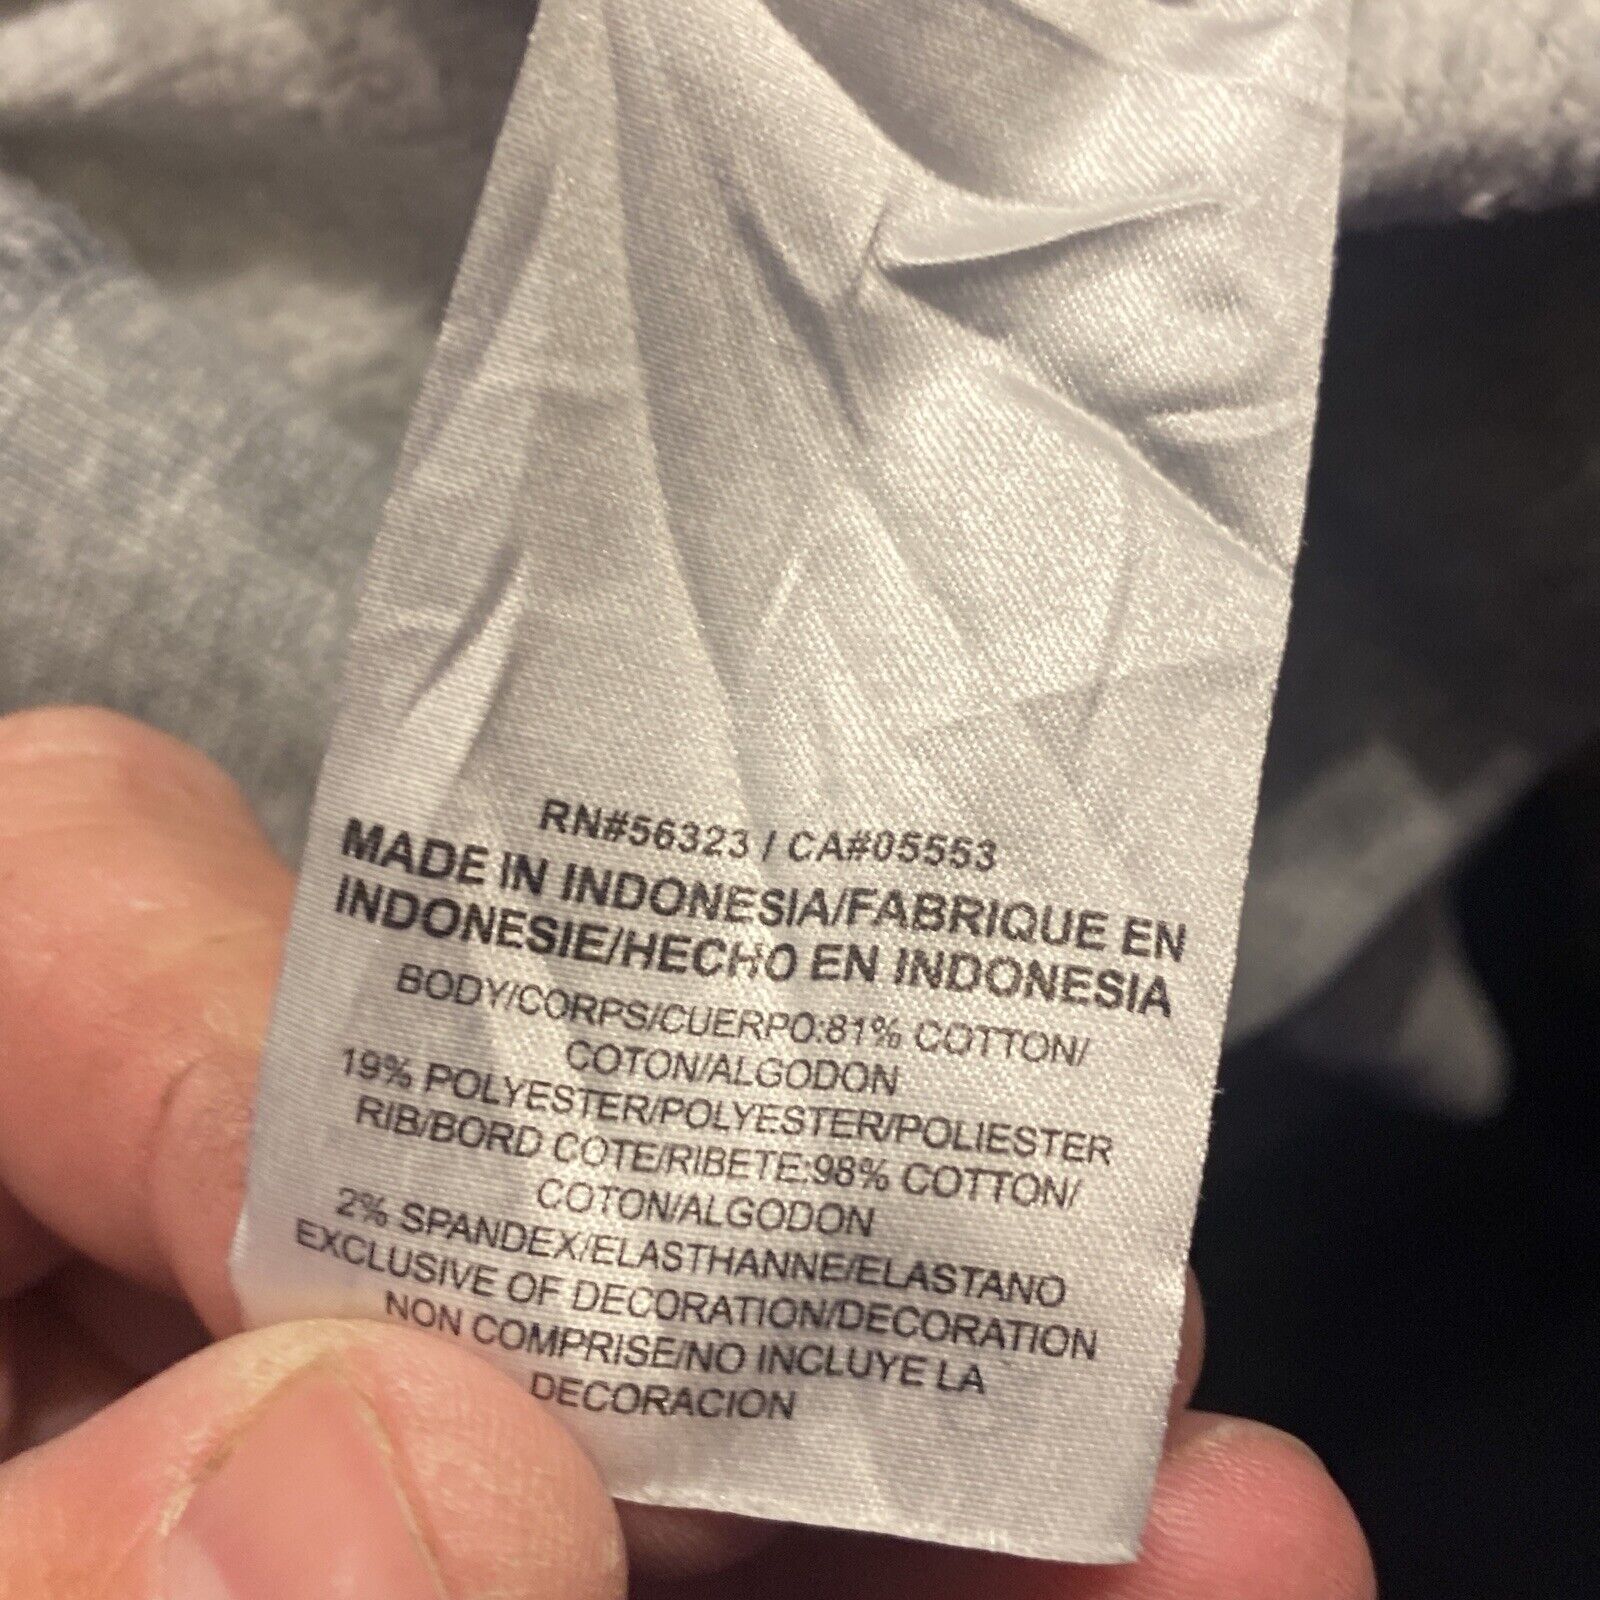 RN#56323 / CA#05553
MADE IN INDONESIA/FABRIQUE EN
INDONESIE/HECHO EN INDONESIA
BODY/CORPS/CUERPO:81% COTTON/
COTON/ALGODON
19% POLYESTER/POLYESTER/POLIESTER
RIB/BORD COTE/RIBETE:98% COTTON/
COTON/ALGODON
2% SPANDEX/ELASTHANNE/ELASTANO
EXCLUSIVE OF DECORATION/DECORATION
NON COMPRISE/NO INCLUYE LA
DECORACION